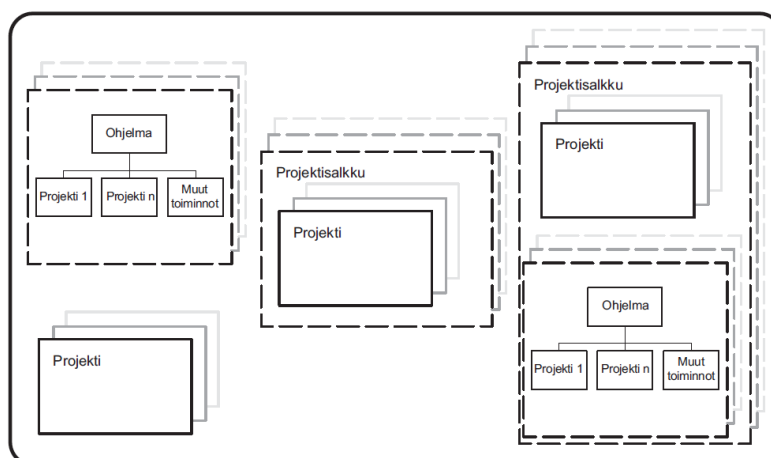 Ohjelma
Projekti 1
Projekti n
Muut
toiminnot
Projekti
Projektisalkku
Projekti
Projektisalkku
Projekti
Ohjelma
Projekti 1
Projekti n
Muut
toiminnot